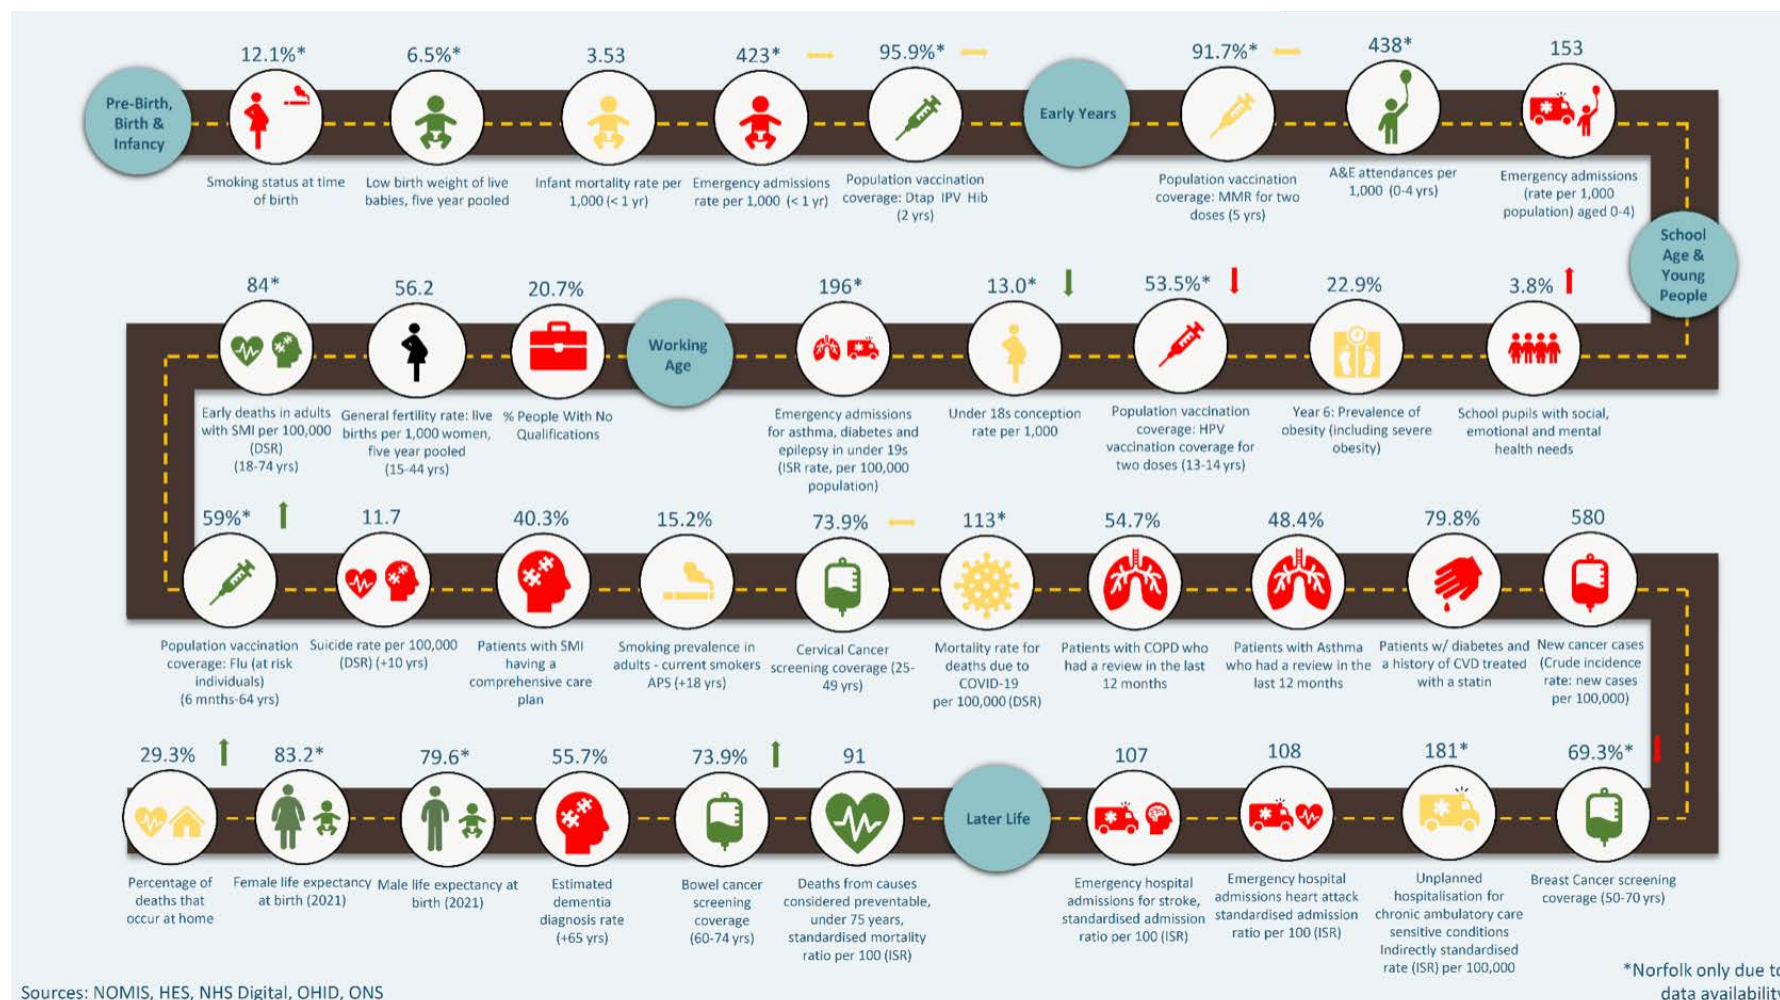 12.1%*
6.5%*
3.53
423*
95.9%*
91.7%*
438*
153
Pre-Birth,
Birth &
Infancy
Early Years
Smoking status at time
of birth
Low birth weight of live
babies, five year pooled
Infant mortality rate per
1,000 (< 1 yr)
Emergency admissions
rate per 1,000 (< 1 yr)
Population vaccination
coverage: Dtap IPV Hib
(2 yrs)
Population vaccination
coverage: MMR for two
doses (5 yrs)
A&E attendances per
1,000 (0-4 yrs)
Emergency admissions
(rate per 1,000
population) aged 0-4)
School
Age &
Young
People
84*
56.2
20.7%
196*
13.0*
53.5%*
22.9%
3.8%
Working
Age
Early deaths in adults
with SMI per 100,000
(DSR)
(18-74 yrs)
General fertility rate: live
births per 1,000 women,
five year pooled
(15-44 yrs)
% People With No
Qualifications
Emergency admissions
for asthma, diabetes and
epilepsy in under 19s
(ISR rate, per 100,000
population)
Under 18s conception
rate per 1,000
Population vaccination
coverage: HPV
vaccination coverage for
two doses (13-14 yrs)
Year 6: Prevalence of
obesity (including severe
obesity)
School pupils with social,
emotional and mental
health needs
59%*
11.7
40.3%
15.2%
73.9%
113*
54.7%
48.4%
79.8%
580
Population vaccination
coverage: Flu (at risk
individuals)
(6 mnths-64 yrs)
Suicide rate per 100,000
(DSR) (+10 yrs)
Patients with SMI
having a
comprehensive care
plan
Smoking prevalence in
adults - current smokers
APS (+18 yrs)
Cervical Cancer
screening coverage (25-
49 yrs)
Mortality rate for
deaths due to
COVID-19
per 100,000 (DSR)
Patients with COPD who
had a review in the last
12 months
Patients with Asthma
who had a review in the
last 12 months
Patients w/ diabetes and
a history of CVD treated
with a statin
New cancer cases
(Crude incidence
rate: new cases
per 100,000)
29.3%
83.2*
79.6*
55.7%
73.9%
91
107
108
181*
69.3%*
Later Life
Percentage of
deaths that
occur at home
Female life expectancy
at birth (2021)
Male life expectancy at
birth (2021)
Estimated
dementia
diagnosis rate
(+65 yrs)
Bowel cancer
screening
coverage
(60-74 yrs)
Deaths from causes
considered preventable,
under 75 years,
standardised mortality
ratio per 100 (ISR)
Emergency hospital
admissions for stroke,
standardised admission
ratio per 100 (ISR)
Emergency hospital
admissions heart attack
standardised admission
ratio per 100 (ISR)
Unplanned
hospitalisation for
chronic ambulatory care
sensitive conditions
Indirectly standardised
rate (ISR) per 100,000
Breast Cancer screening
coverage (50-70 yrs)
Sources: NOMIS, HES, NHS Digital, OHID, ONS
*Norfolk only due to
data availability